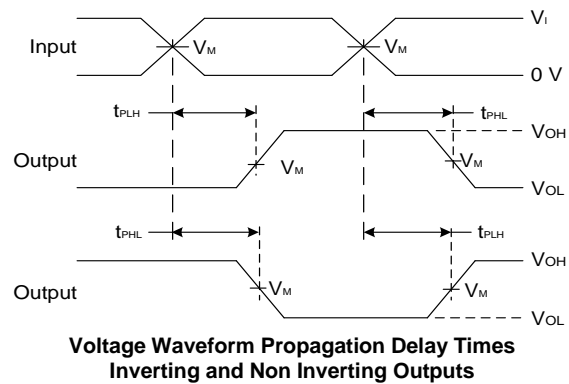 Input
VM
VM
VI
0 V
tPLH
tPHL
Output
VM
VM
VOH
VOL
tPHL
tPLH
Output
VM
VM
VOH
VOL
Voltage Waveform Propagation Delay Times
Inverting and Non Inverting Outputs